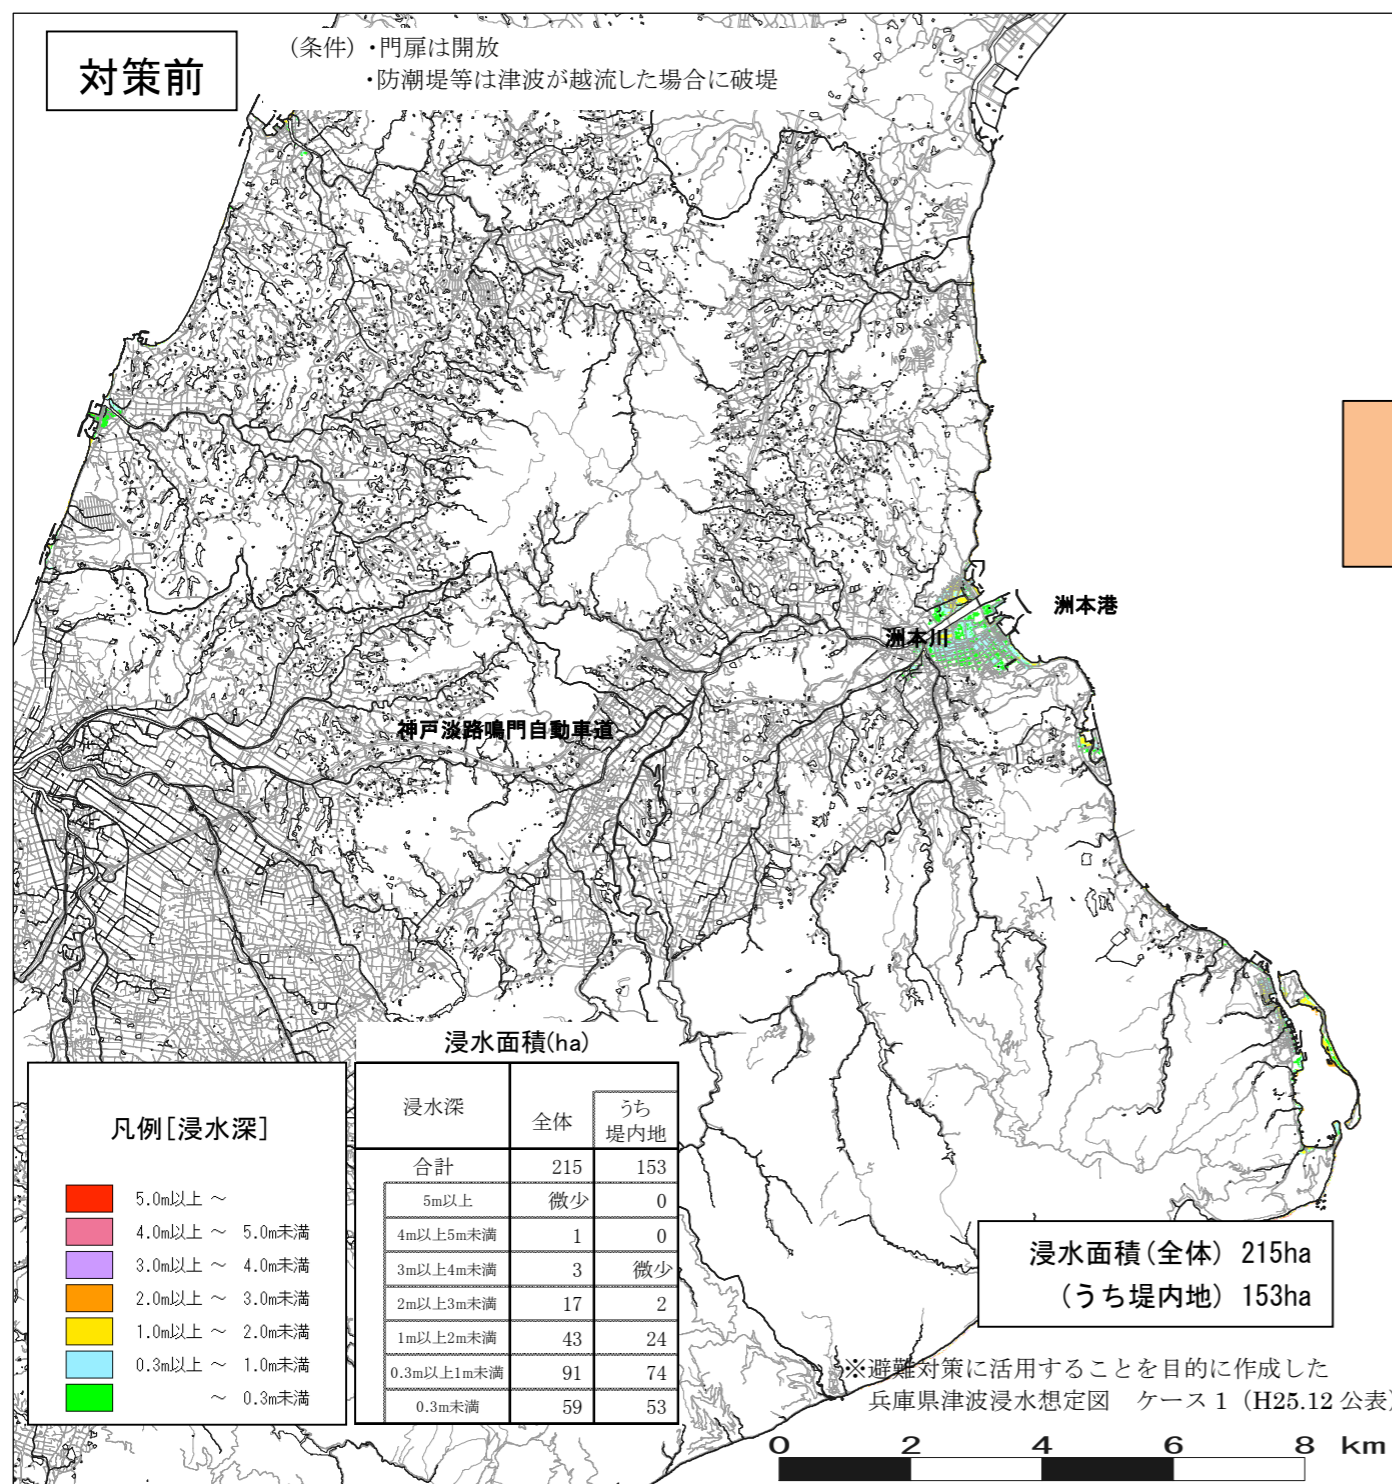 対策前
(条件) ・門扉は開放
・防潮堤等は津波が越流した場合に破堤
洲本港
洲本川
神戸淡路鳴門自動車道
浸水面積(ha)
浸水深 全体 うち堤内地
合計 215 153
5m以上 微少 0
4m以上5m未満 1 0
3m以上4m未満 3 微少
2m以上3m未満 17 2
1m以上2m未満 43 24
0.3m以上1m未満 91 74
0.3m未満 59 53
凡例[浸水深]
5.0m以上 ～
4.0m以上 ～ 5.0m未満
3.0m以上 ～ 4.0m未満
2.0m以上 ～ 3.0m未満
1.0m以上 ～ 2.0m未満
0.3m以上 ～ 1.0m未満
～ 0.3m未満
浸水面積(全体) 215ha
(うち堤内地) 153ha
※避難対策に活用することを目的に作成した
兵庫県津波浸水想定図 ケース1 (H25.12 公表)
0 2 4 6 8 km